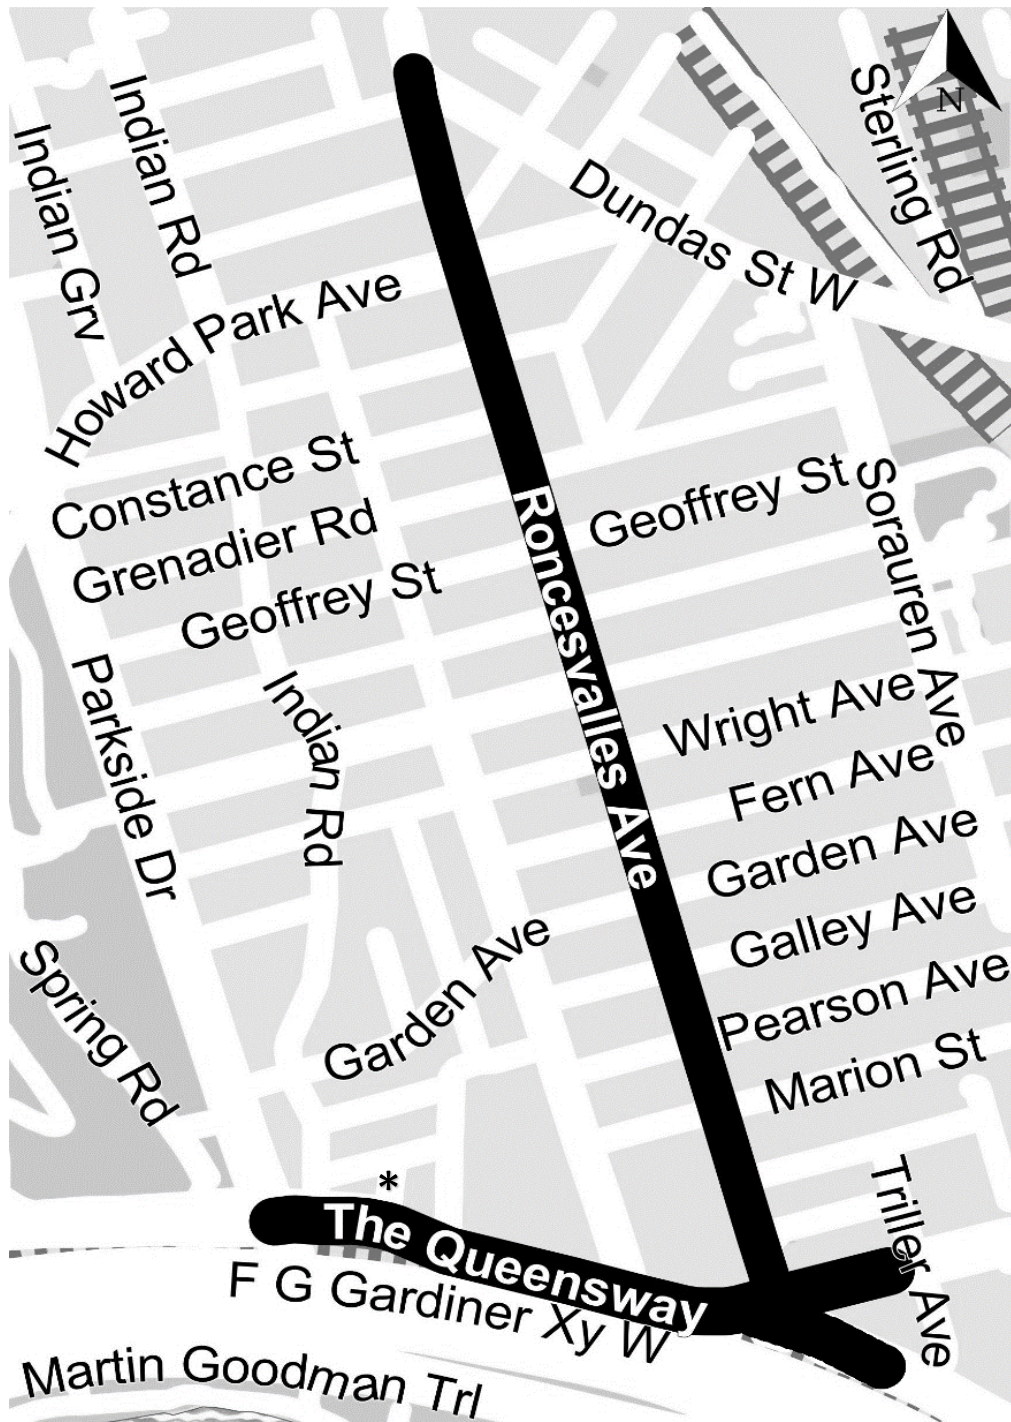 N
Sterling Rd
Indian Rd
Indian Grv
Dundas St W
Howard Park Ave
Constance St
Grenadier Rd
Geoffrey St
Geoffrey St
Sorauren Ave
Roncesvalles Ave
Parkside Dr
Indian Rd
Wright Ave
Fern Ave
Garden Ave
Galley Ave
Garden Ave
Spring Rd
Pearson Ave
Marion St
*
Triller Ave
The Queensway
F G Gardiner Xy W
Martin Goodman Trl